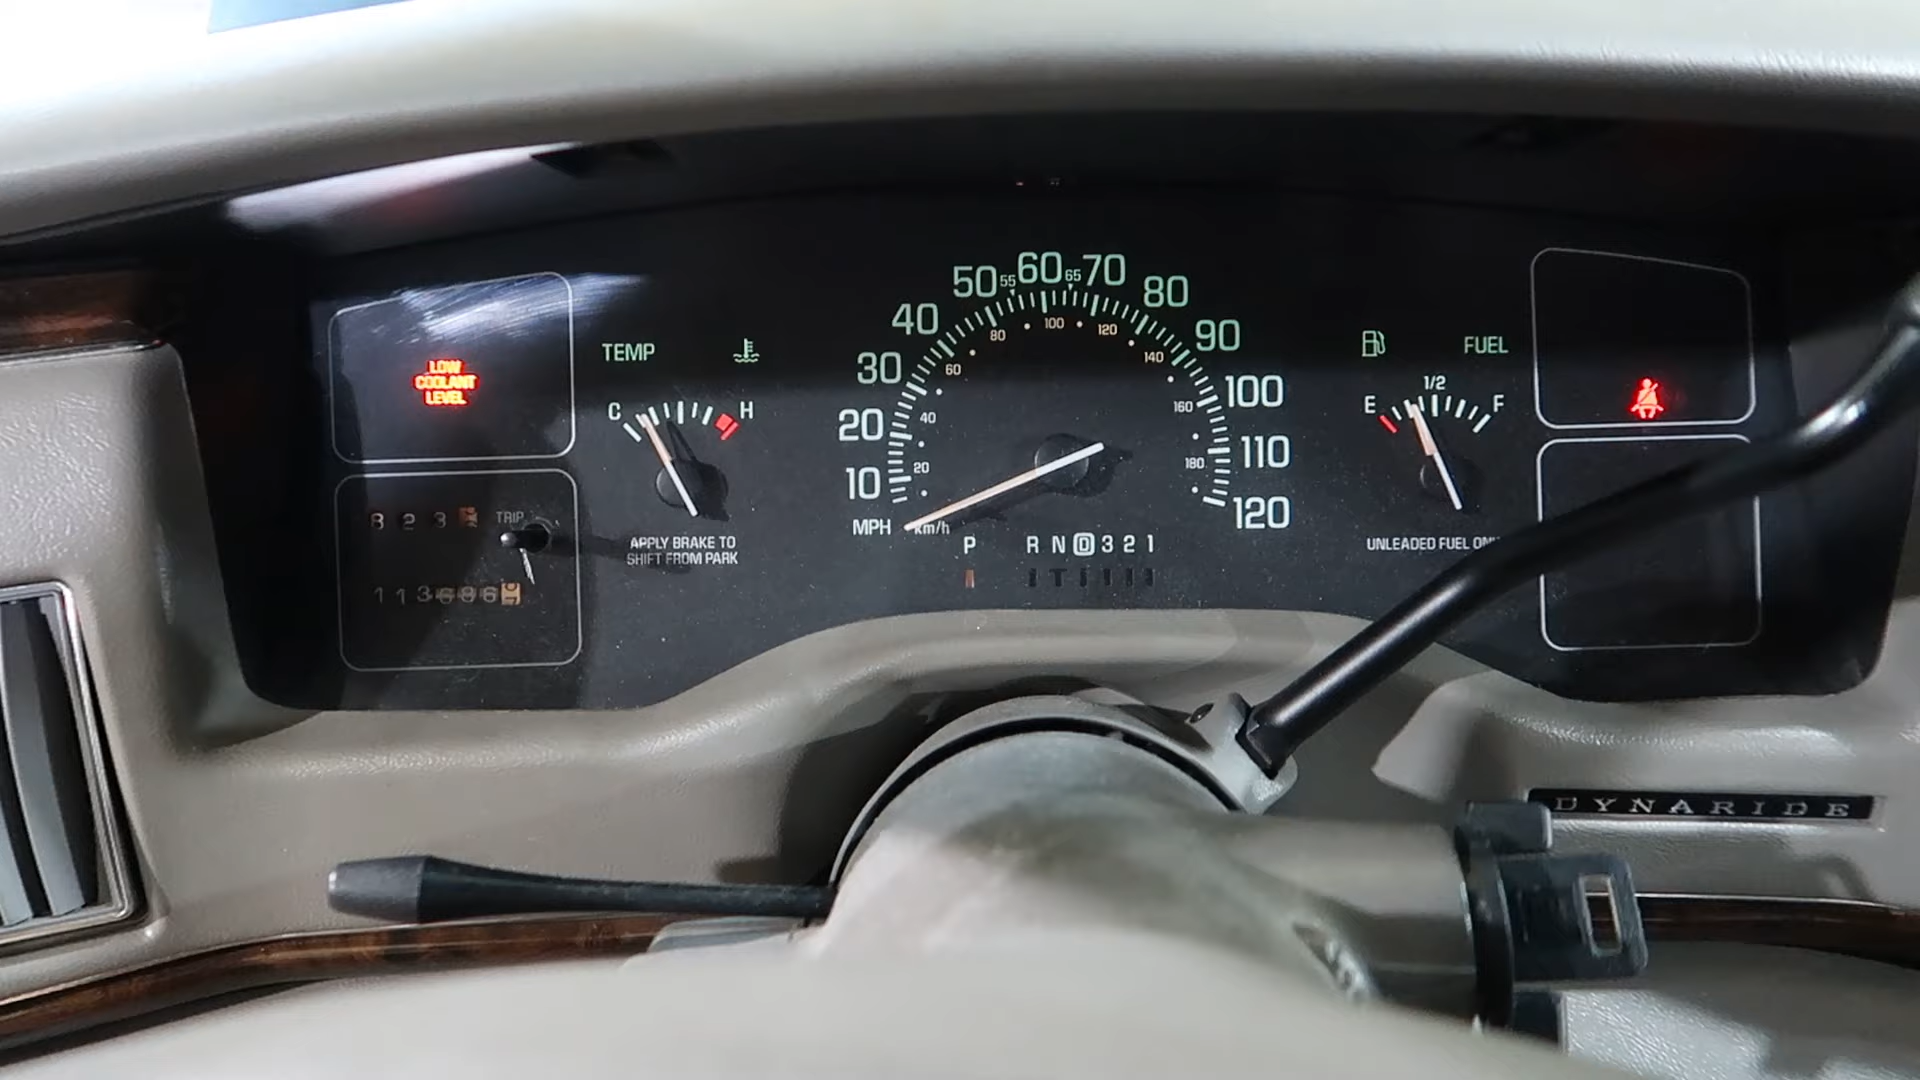 50 55 60 65 70
40 80
30 90
20 100
10 110
MPH 120
80 100 120
60 140
40 160
20 180
km/h
LOW
COOLANT
LEVEL
TEMP
C H
APPLY BRAKE TO
SHIFT FROM PARK
TRIP
8 2 3
P R N D 3 2 1
FUEL
E 1/2 F
UNLEADED FUEL
DYNARIDE